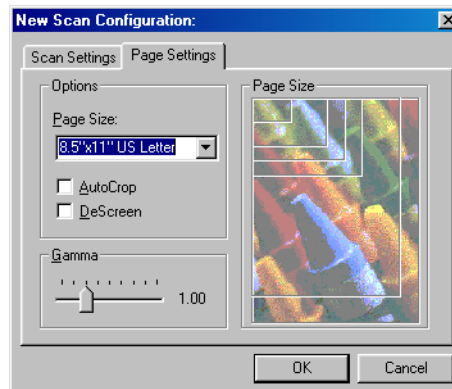 New Scan Configuration:
Scan Settings
Page Settings
Options
Page Size:
8.5"x11" US Letter
AutoCrop
DeScreen
Gamma
1.00
Page Size
OK
Cancel